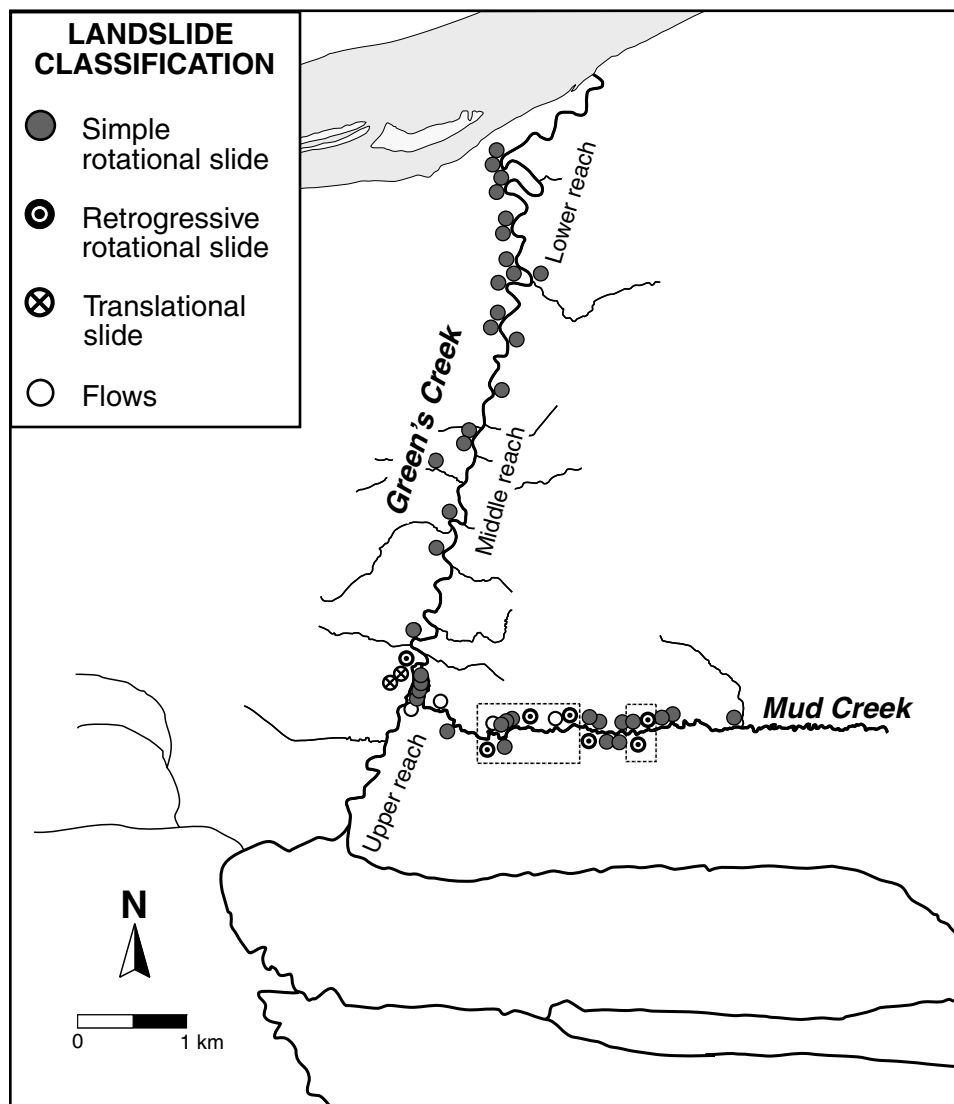 LANDSLIDE
CLASSIFICATION
Simple
rotational slide
Retrogressive
rotational slide
Translational
slide
Flows
Lower reach
Green's Creek
Middle reach
Mud Creek
Upper reach
N
0 1 km